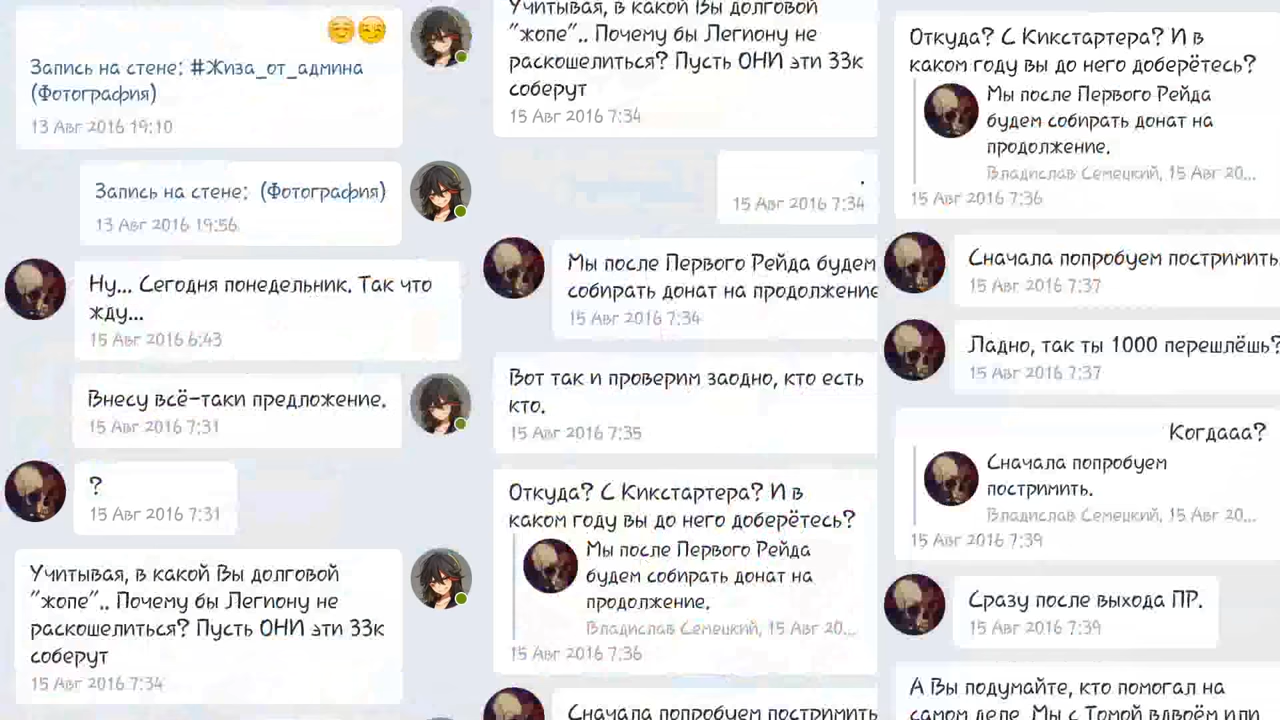 Запись на стене: #Жиза_от_админа
(Фотография)
13 Авг 2016 19:10
Запись на стене: (Фотография)
13 Авг 2016 19:56
Ну... Сегодня понедельник. Так что
жду...
15 Авг 2016 6:43
Внесу всё-таки предложение.
15 Авг 2016 7:31
?
15 Авг 2016 7:31
Учитывая, в какой Вы долговой
"жопе".. Почему бы Легиону не
раскошелиться? Пусть ОНИ эти 33к
соберут
15 Авг 2016 7:34
Учитывая, в какой Вы долговой
"жопе".. Почему бы Легиону не
раскошелиться? Пусть ОНИ эти 33к
соберут
15 Авг 2016 7:34
.
15 Авг 2016 7:34
Мы после Первого Рейда будем
собирать донат на продолжение
15 Авг 2016 7:34
Вот так и проверим заодно, кто есть
кто.
15 Авг 2016 7:35
Откуда? С Кикстартера? И в
каком году вы до него доберётесь?
Мы после Первого Рейда
будем собирать донат на
продолжение.
Владислав Семецкий, 15 Авг 20...
15 Авг 2016 7:36
Сначала попробуем постримить
Откуда? С Кикстартера? И в
каком году вы до него доберётесь?
Мы после Первого Рейда
будем собирать донат на
продолжение.
Владислав Семецкий, 15 Авг 20...
15 Авг 2016 7:36
Сначала попробуем постримить.
15 Авг 2016 7:37
Ладно, так ты 1000 перешлёшь?
15 Авг 2016 7:37
Когдааа?
Сначала попробуем
постримить.
Владислав Семецкий, 15 Авг 20...
15 Авг 2016 7:39
Сразу после выхода ПР.
15 Авг 2016 7:39
А Вы подумайте, кто помогал на
самом деле. Мы с Томой вдвоём или